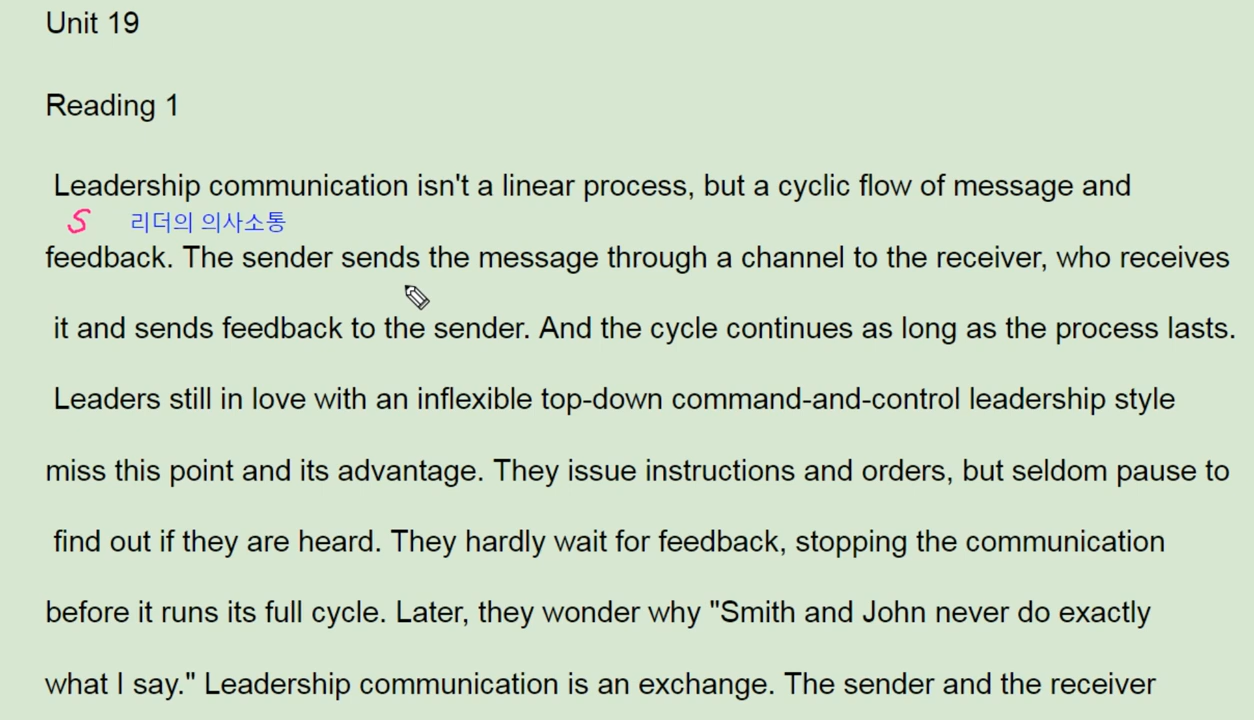 Unit 19
Reading 1
Leadership communication isn't a linear process, but a cyclic flow of message and
S 리더의 의사소통
feedback. The sender sends the message through a channel to the receiver, who receives
it and sends feedback to the sender. And the cycle continues as long as the process lasts.
Leaders still in love with an inflexible top-down command-and-control leadership style
miss this point and its advantage. They issue instructions and orders, but seldom pause to
find out if they are heard. They hardly wait for feedback, stopping the communication
before it runs its full cycle. Later, they wonder why "Smith and John never do exactly
what I say." Leadership communication is an exchange. The sender and the receiver